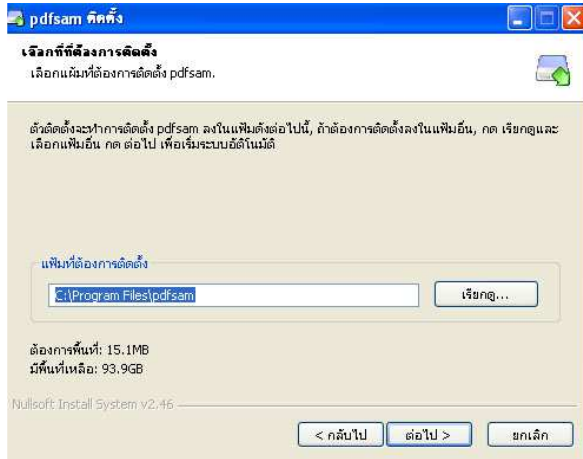 pdfsam ติดตั้ง
เลือกที่ที่ต้องการติดตั้ง
เลือกแฟ้มที่ต้องการติดตั้ง pdfsam.
ตัวติดตั้งจะทำการติดตั้ง pdfsam ลงในแฟ้มดังต่อไปนี้, ถ้าต้องการติดตั้งลงในแฟ้มอื่น, กด เรียกดูและ
เลือกแฟ้มอื่น กด ต่อไป เพื่อเริ่มระบบอัติโนมัติ
แฟ้มที่ต้องการติดตั้ง
C:\Program Files\pdfsam
เรียกดู...
ต้องการพื้นที่: 15.1MB
มีพื้นที่เหลือ: 93.9GB
Nullsoft Install System v2.46
< กลับไป
ต่อไป >
ยกเลิก